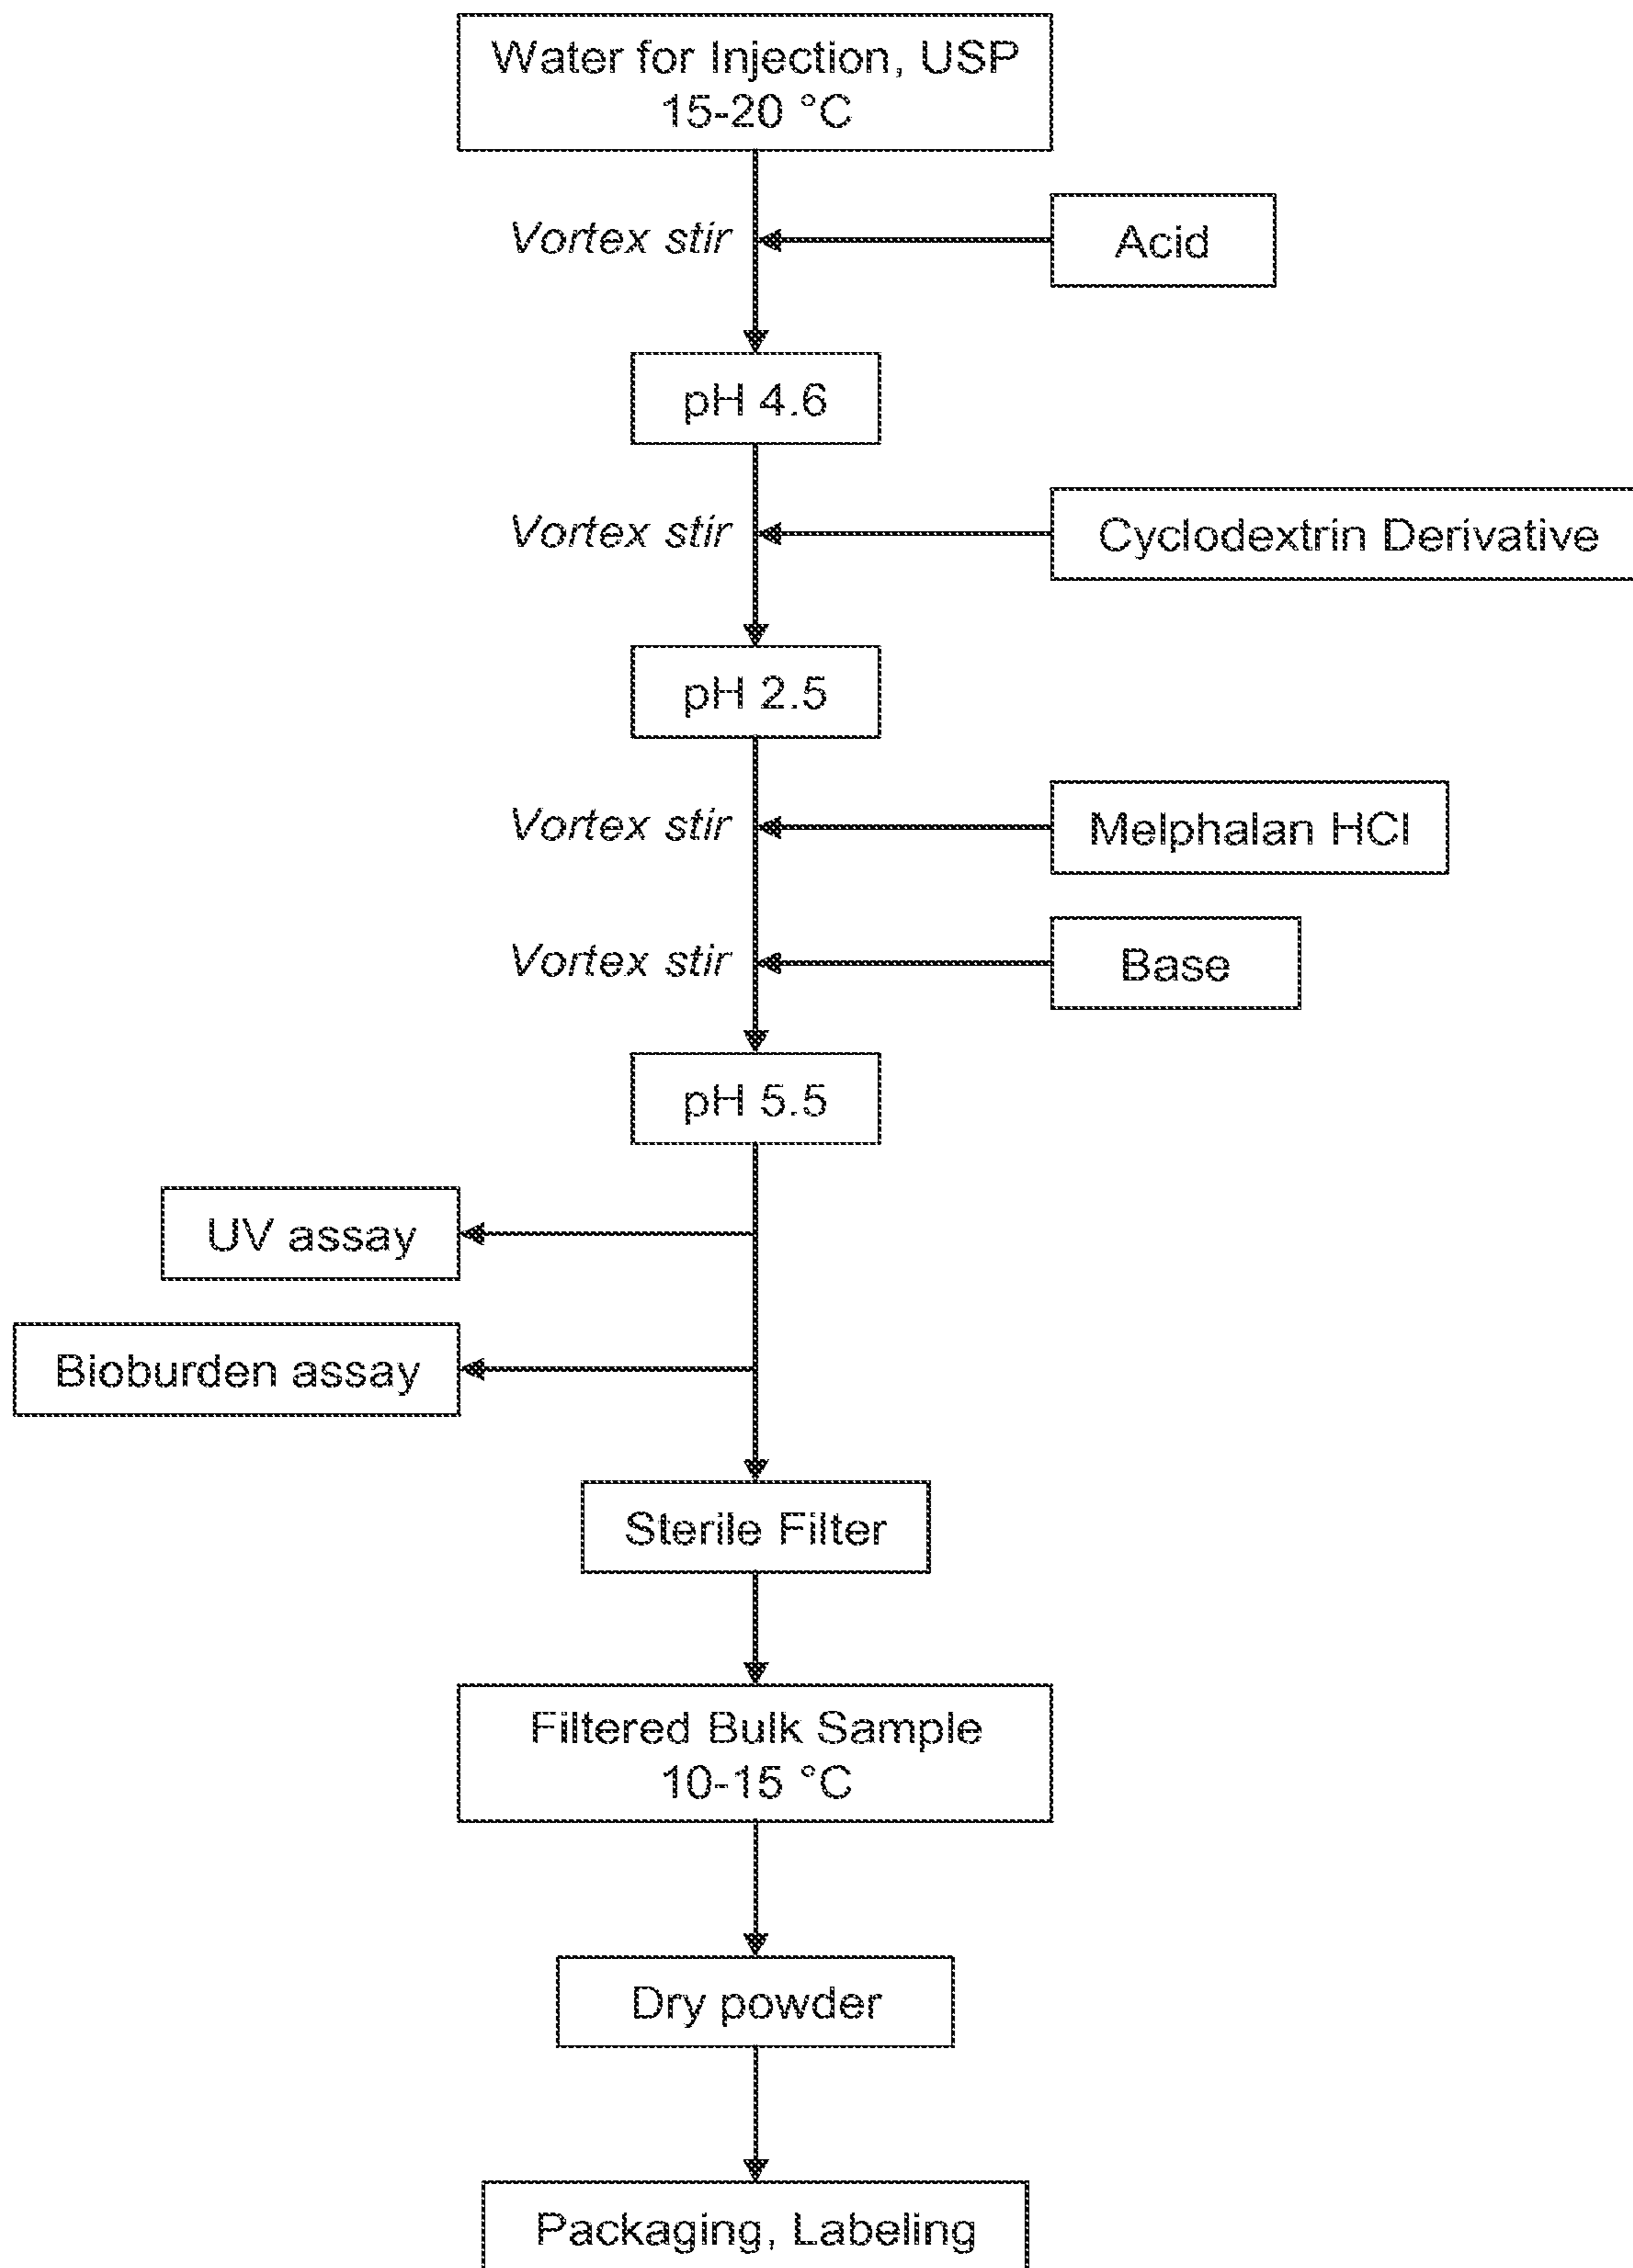 Water for Injection, USP
15-20 °C
Vortex stir
Acid
pH 4.6
Vortex stir
Cyclodextrin Derivative
pH 2.5
Vortex stir
Melphalan HCl
Vortex stir
Base
pH 5.5
UV assay
Bioburden assay
Sterile Filter
Filtered Bulk Sample
10-15 °C
Dry powder
Packaging, Labeling